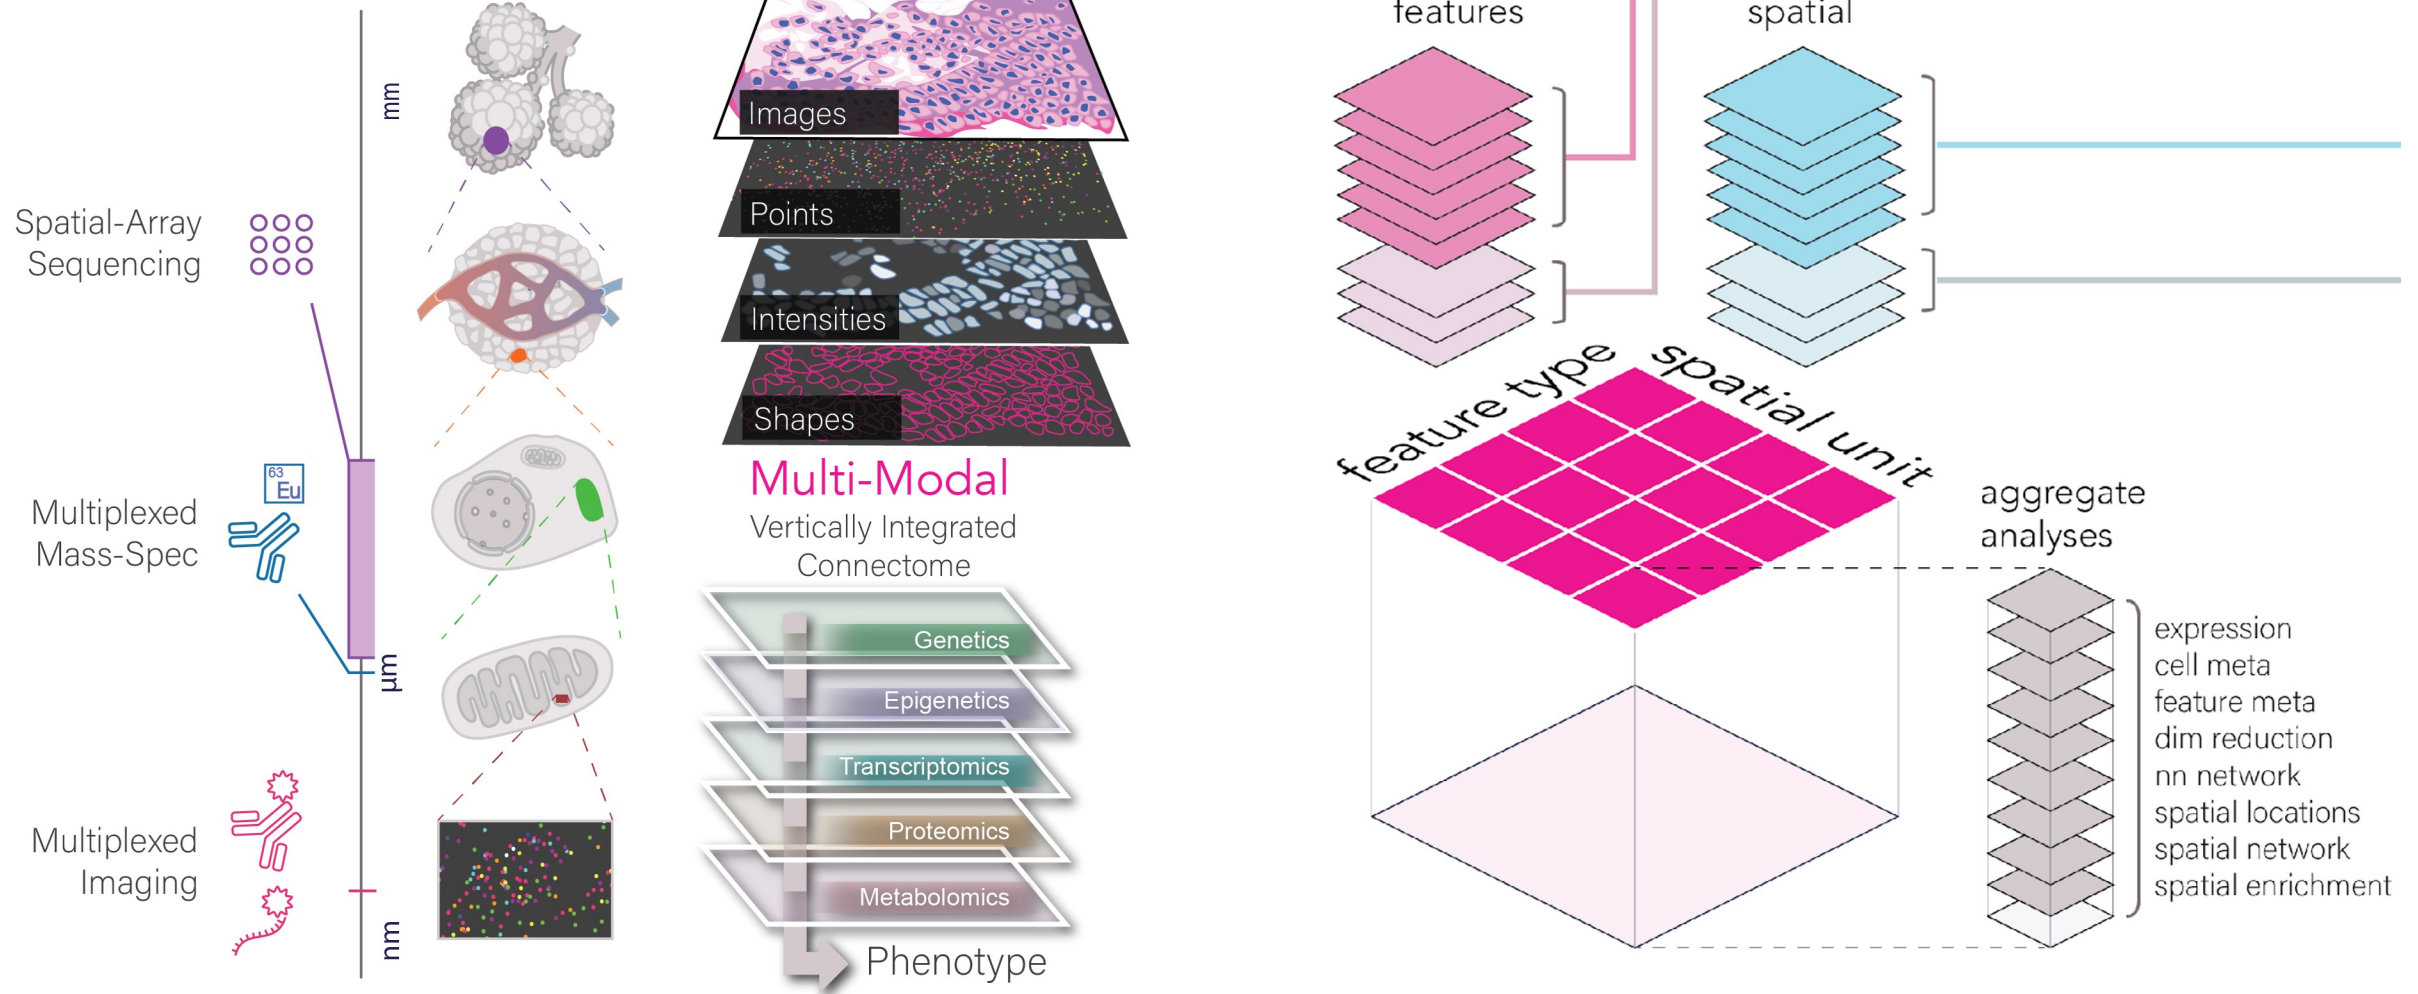 mm
Spatial-Array
Sequencing
63
Eu
Multiplexed
Mass-Spec
µm
Multiplexed
Imaging
nm
Images
Points
Intensities
Shapes
Multi-Modal
Vertically Integrated
Connectome
Genetics
Epigenetics
Transcriptomics
Proteomics
Metabolomics
Phenotype
features
spatial
feature type
spatial unit
aggregate
analyses
expression
cell meta
feature meta
dim reduction
nn network
spatial locations
spatial network
spatial enrichment